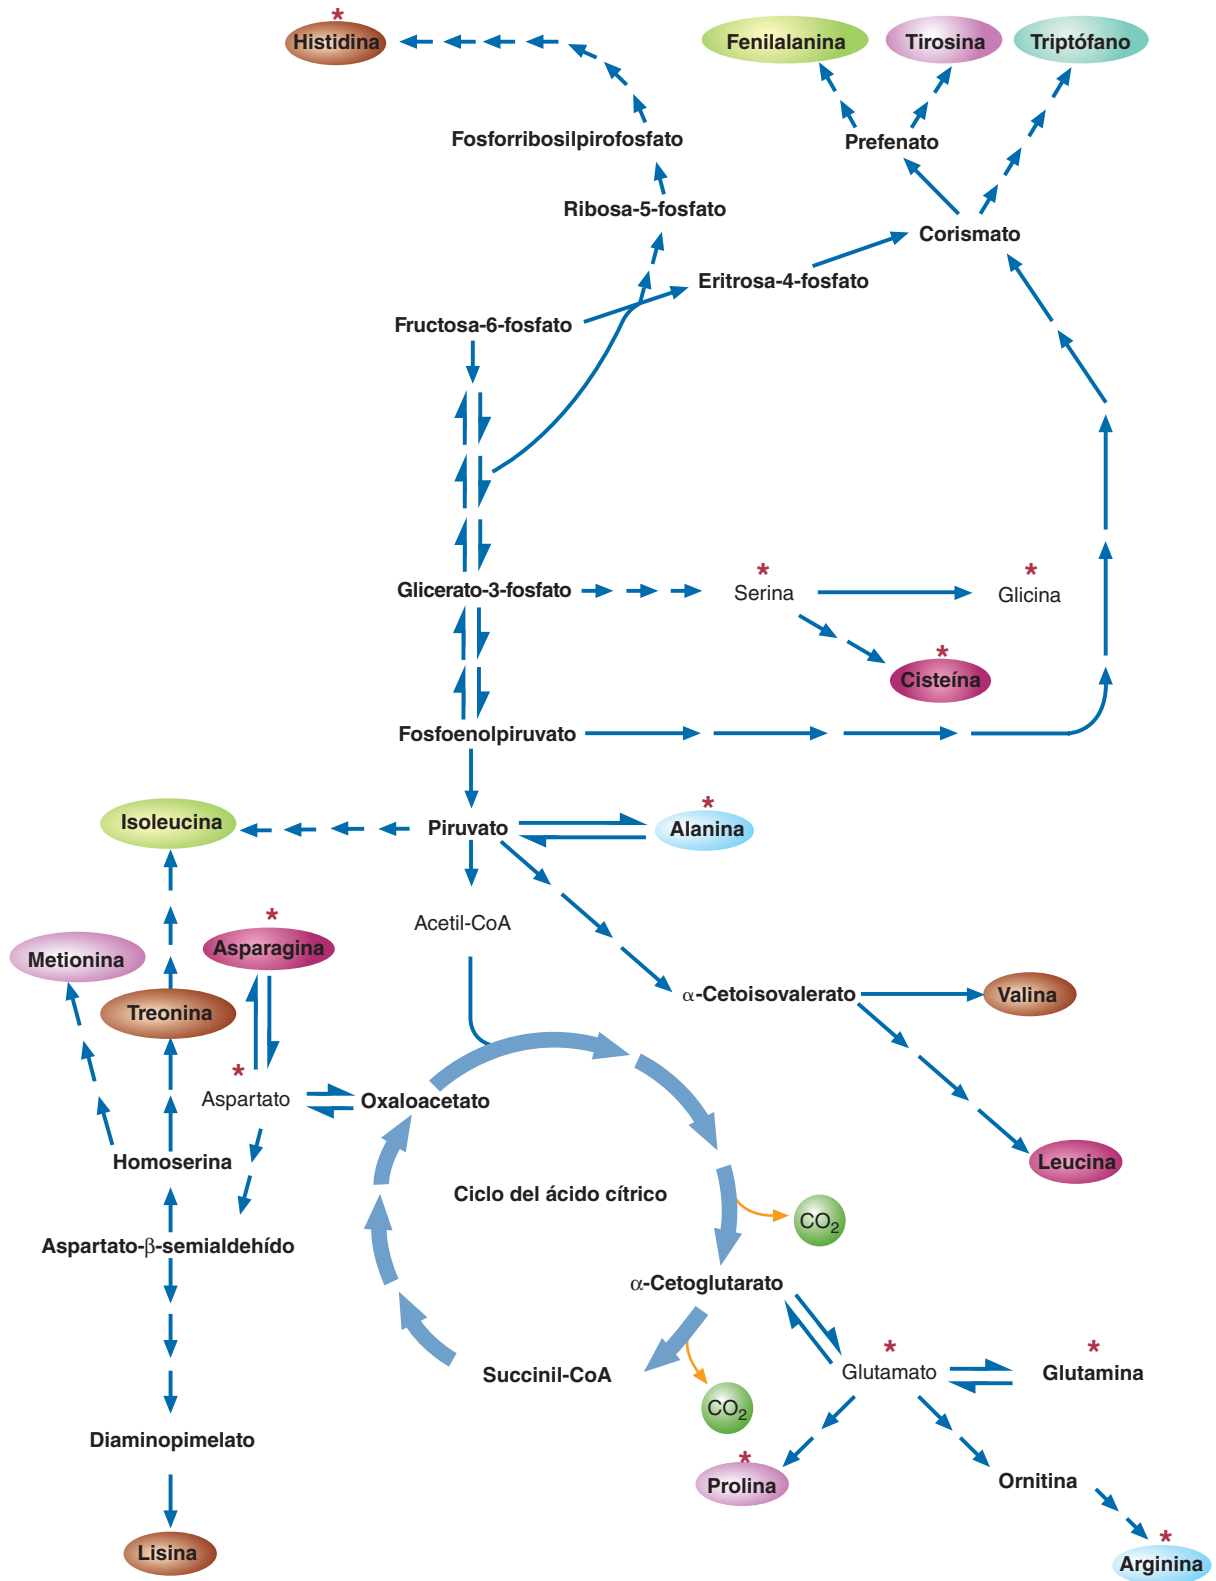 *
Histidina
Fenilalanina
Tirosina
Triptófano
Fosforribosilpirofosfato
Prefenato
Ribosa-5-fosfato
Corismato
Eritrosa-4-fosfato
Fructosa-6-fosfato
Glicerato-3-fosfato
*
Serina
*
Glicina
*
Cisteína
Fosfoenolpiruvato
Isoleucina
Piruvato
*
Alanina
Acetil-CoA
Metionina
*
Asparagina
Treonina
α-Cetoisovalerato
Valina
*
Aspartato
Oxaloacetato
Homoserina
Leucina
Ciclo del ácido cítrico
CO₂
Aspartato-β-semialdehído
α-Cetoglutarato
Succinil-CoA
*
Glutamato
*
Glutamina
CO₂
Diaminopimelato
*
Prolina
Ornitina
Lisina
*
Arginina